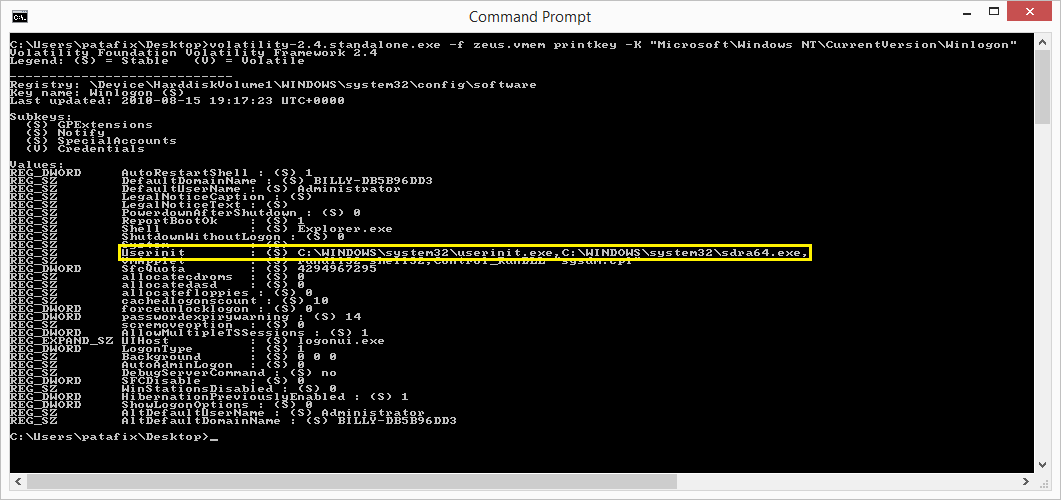 Command Prompt
C:\Users\patafix\Desktop>volatility-2.4.standalone.exe -f zeus.vmem printkey -K "Microsoft\Windows NT\CurrentVersion\Winlogon"
Volatility Foundation Volatility Framework 2.4
Legend: (S) = Stable   (V) = Volatile
----------------------------
Registry: \Device\HarddiskVolume1\WINDOWS\system32\config\software
Key name: Winlogon (S)
Last updated: 2010-08-15 19:17:23 UTC+0000
Subkeys:
  (S) GPExtensions
  (S) Notify
  (S) SpecialAccounts
  (V) Credentials
Values:
REG_DWORD     AutoRestartShell : (S) 1
REG_SZ        DefaultDomainName : (S) BILLY-DB5B96DD3
REG_SZ        DefaultUserName : (S) Administrator
REG_SZ        LegalNoticeCaption : (S)
REG_SZ        LegalNoticeText : (S)
REG_SZ        PowerdownAfterShutdown : (S) 0
REG_SZ        ReportBootOk    : (S) 1
REG_SZ        Shell           : (S) Explorer.exe
REG_SZ        ShutdownWithoutLogon : (S) 0
REG_SZ        System          : (S)
REG_SZ        Userinit        : (S) C:\WINDOWS\system32\userinit.exe,C:\WINDOWS\system32\sdra64.exe,
REG_SZ        VmApplet        : (S) rundll32 shell32,Control_RunDLL "sysdm.cpl"
REG_DWORD     SfcQuota        : (S) 4294967295
REG_SZ        allocatecdroms  : (S) 0
REG_SZ        allocatedasd    : (S) 0
REG_SZ        allocatefloppies : (S) 0
REG_SZ        cachedlogonscount : (S) 10
REG_DWORD     forceunlocklogon : (S) 0
REG_DWORD     passwordexpirywarning : (S) 14
REG_SZ        scremoveoption  : (S) 0
REG_DWORD     AllowMultipleTSSessions : (S) 1
REG_EXPAND_SZ UIHost          : (S) logonui.exe
REG_DWORD     LogonType       : (S) 1
REG_SZ        Background      : (S) 0 0 0
REG_SZ        AutoAdminLogon  : (S) 0
REG_SZ        DebugServerCommand : (S) no
REG_DWORD     SFCDisable      : (S) 0
REG_SZ        WinStationsDisabled : (S) 0
REG_DWORD     HibernationPreviouslyEnabled : (S) 1
REG_DWORD     ShowLogonOptions : (S) 0
REG_SZ        AltDefaultUserName : (S) Administrator
REG_SZ        AltDefaultDomainName : (S) BILLY-DB5B96DD3
C:\Users\patafix\Desktop>_